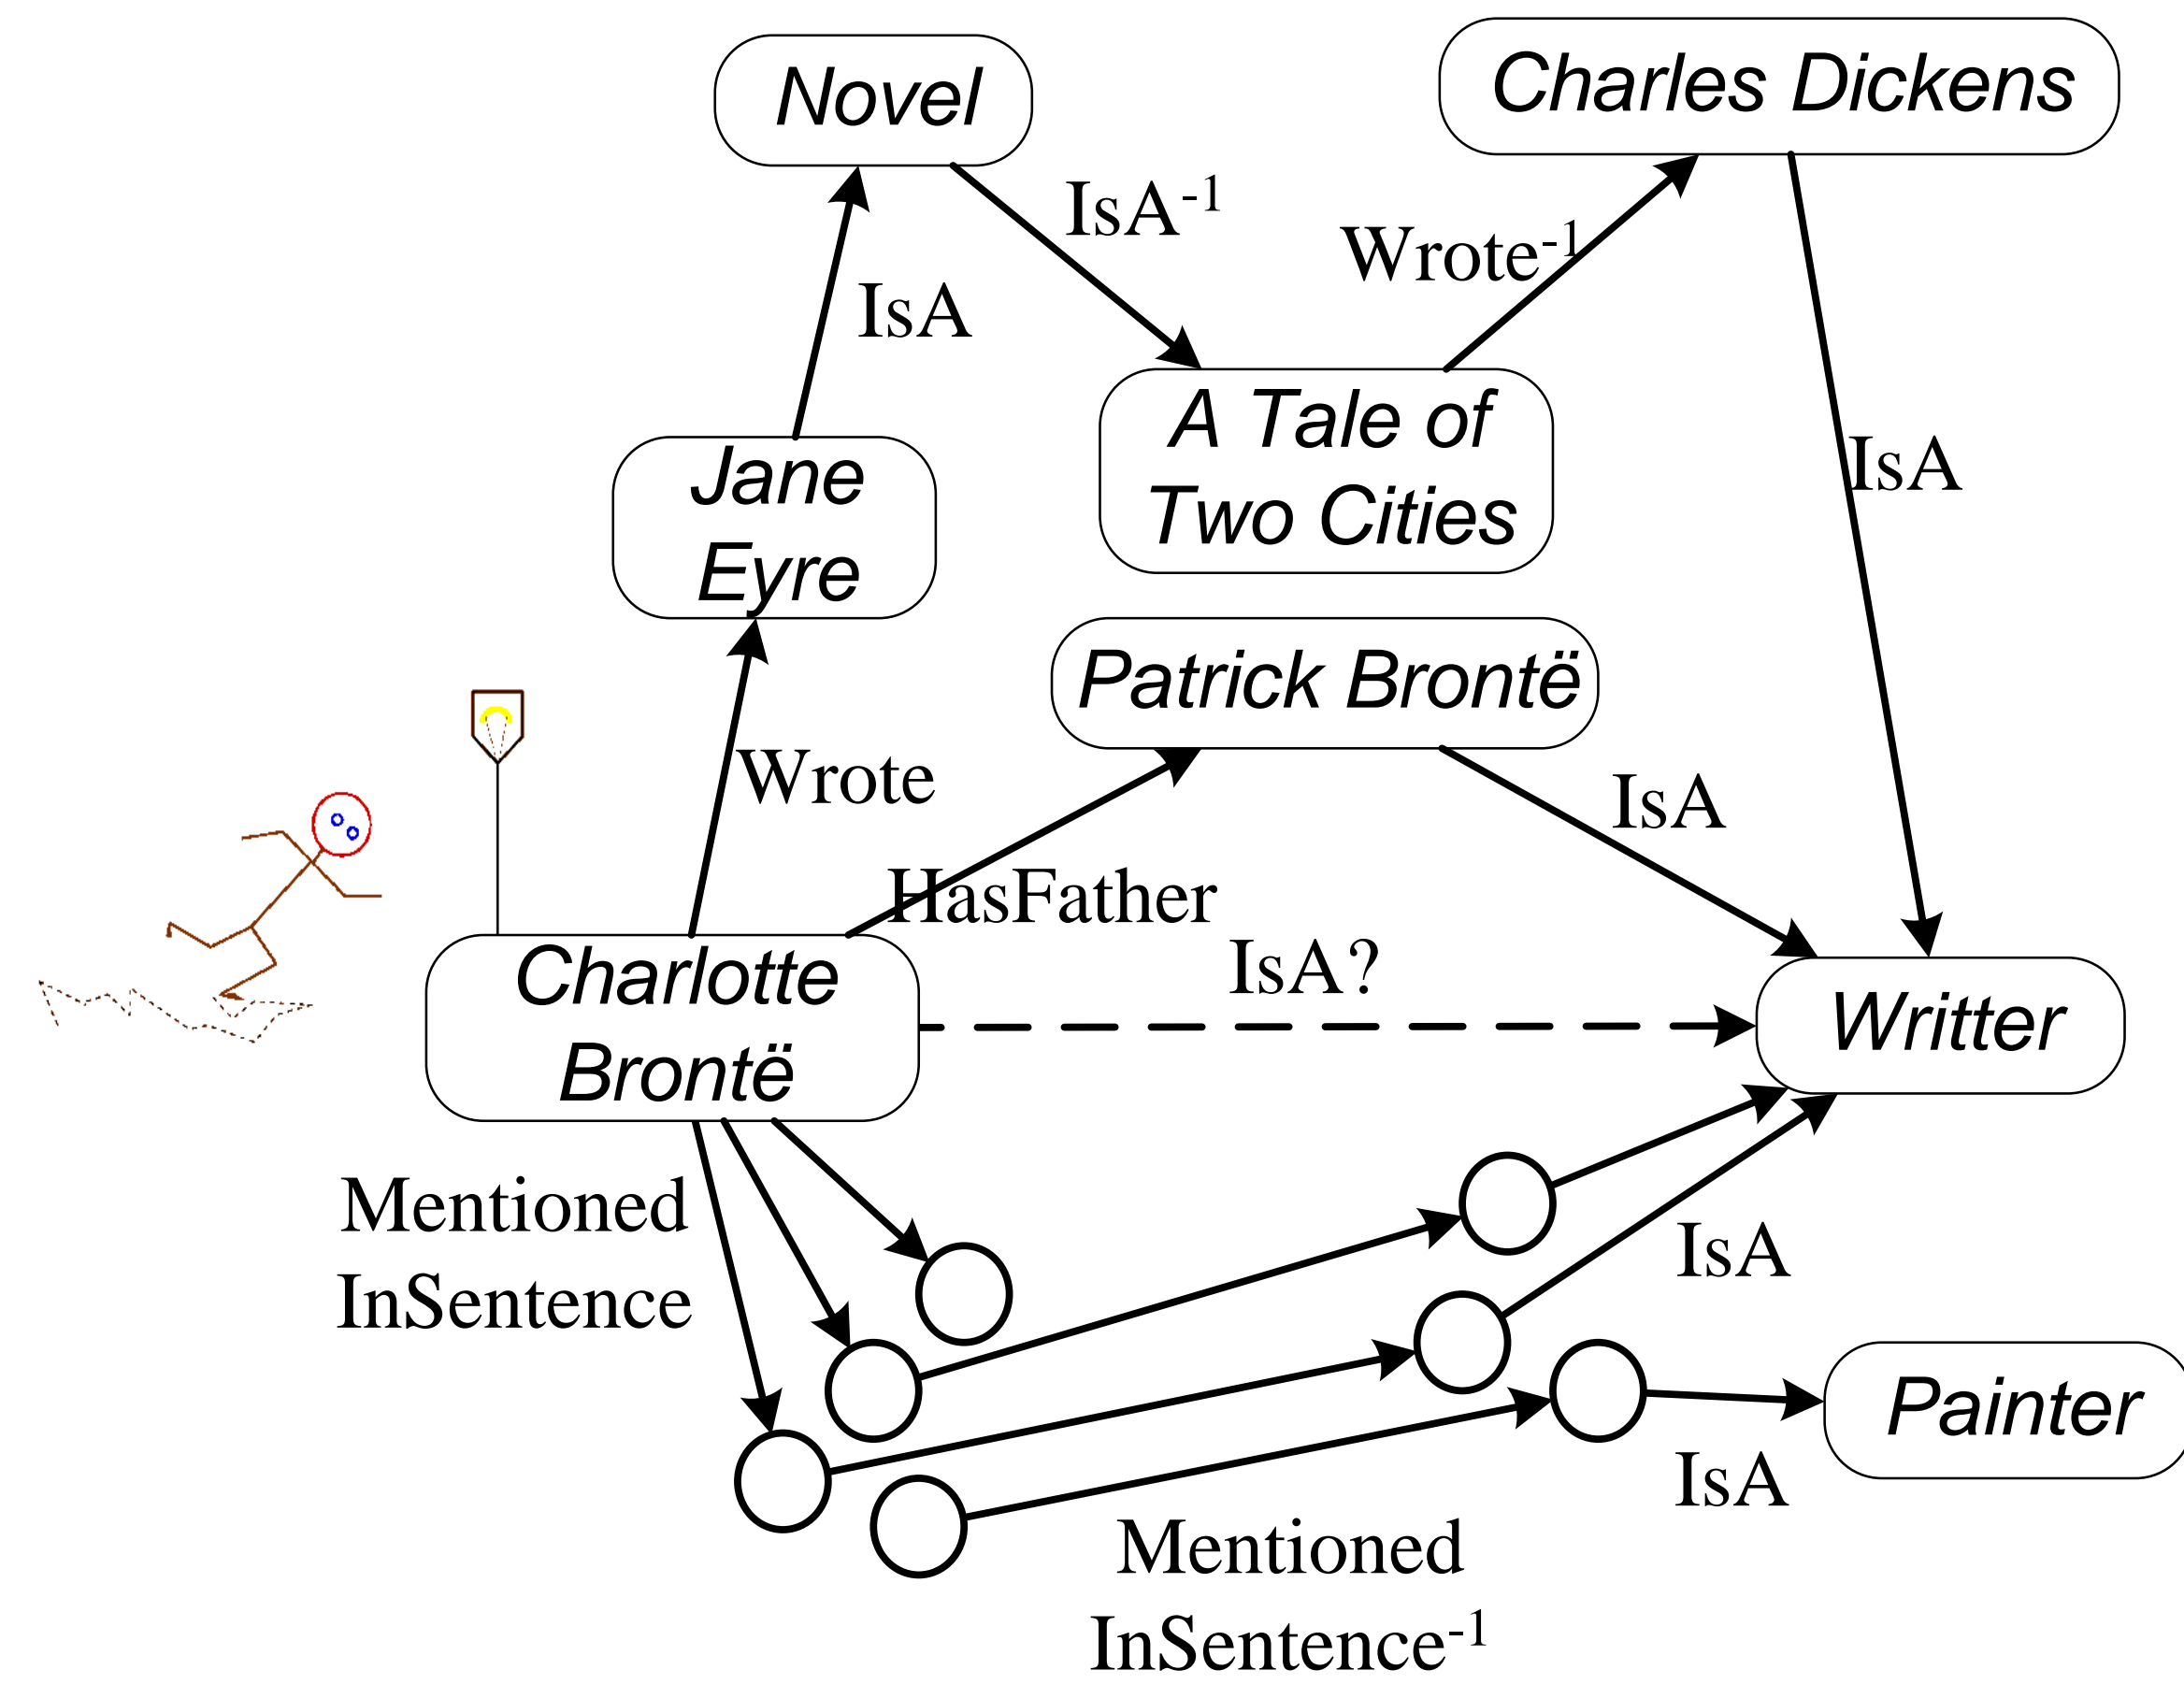 Novel
Charles Dickens
IsA-1
Wrote-1
IsA
A Tale of
Two Cities
IsA
Jane
Eyre
Patrick Brontë
Wrote
IsA
HasFather
IsA?
Charlotte
Brontë
Writter
Mentioned
InSentence
IsA
Painter
IsA
Mentioned
InSentence-1